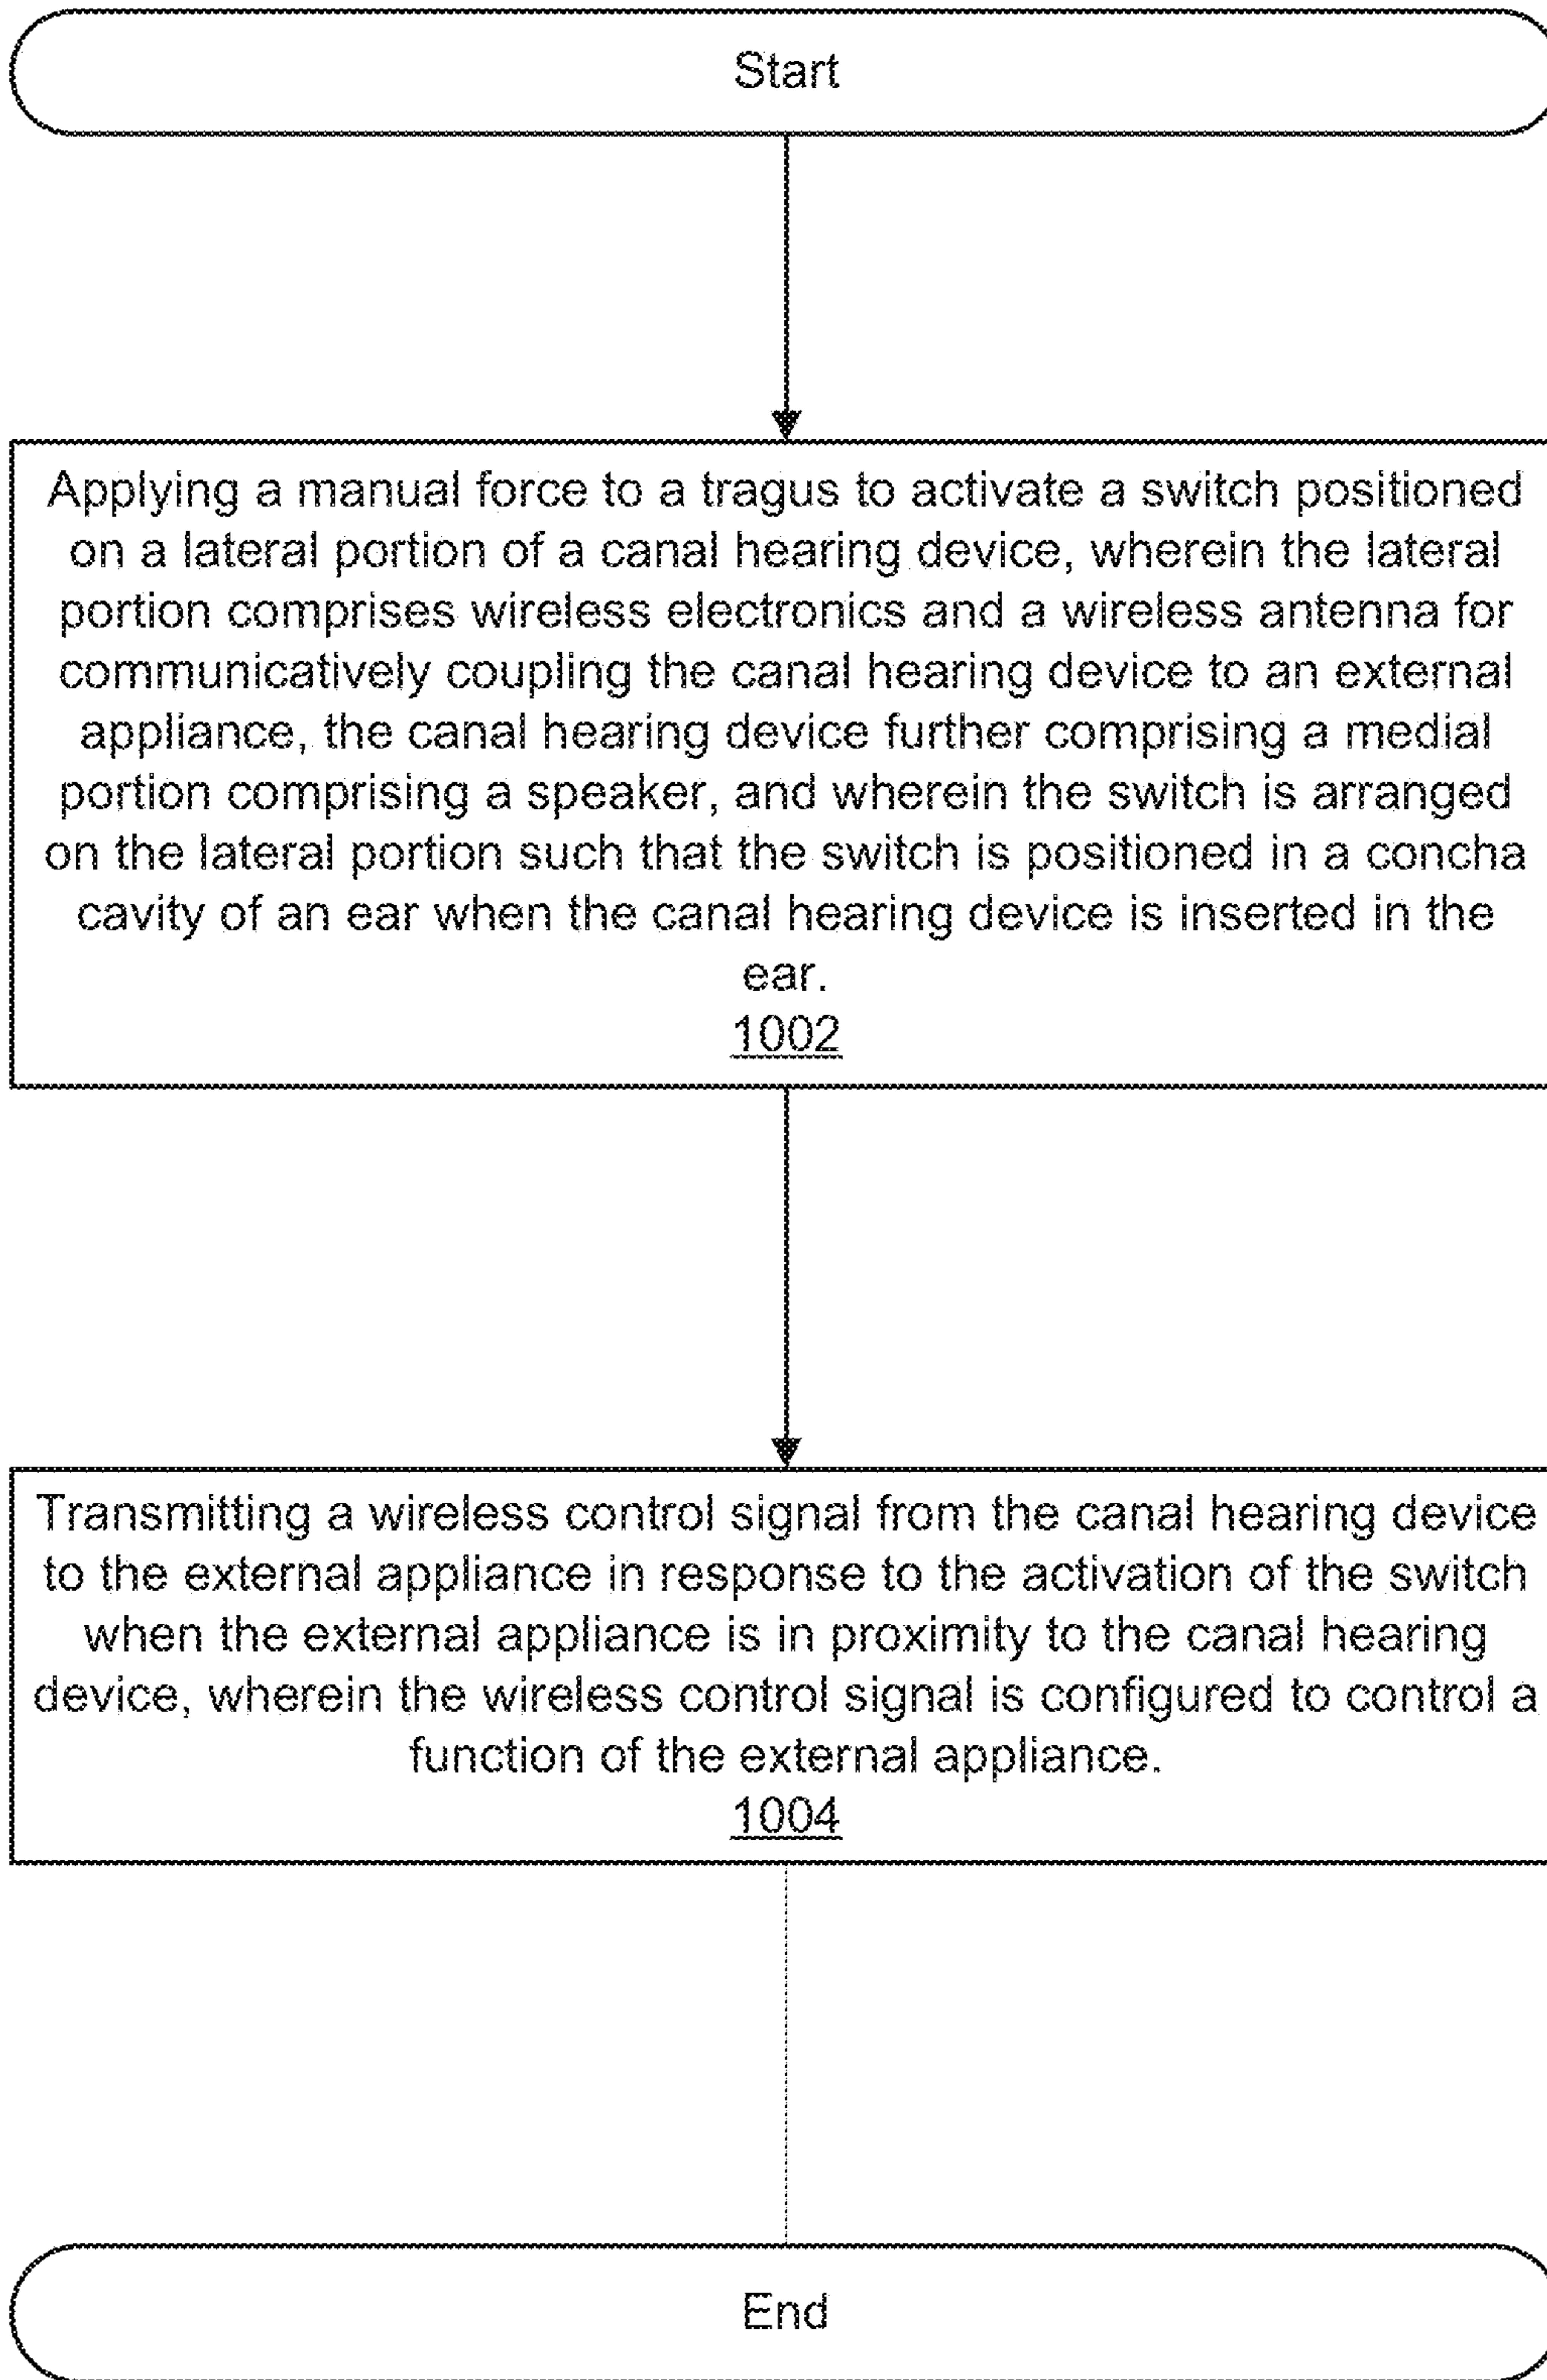 Start
Applying a manual force to a tragus to activate a switch positioned
on a lateral portion of a canal hearing device, wherein the lateral
portion comprises wireless electronics and a wireless antenna for
communicatively coupling the canal hearing device to an external
appliance, the canal hearing device further comprising a medial
portion comprising a speaker, and wherein the switch is arranged
on the lateral portion such that the switch is positioned in a concha
cavity of an ear when the canal hearing device is inserted in the
ear.
1002
Transmitting a wireless control signal from the canal hearing device
to the external appliance in response to the activation of the switch
when the external appliance is in proximity to the canal hearing
device, wherein the wireless control signal is configured to control a
function of the external appliance.
1004
End